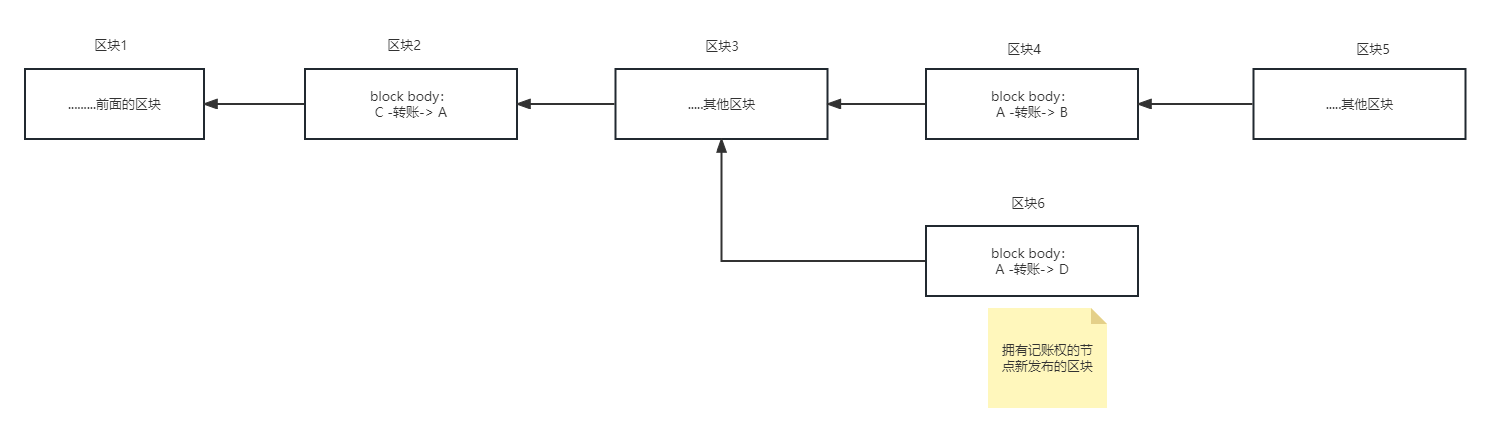 区块1
区块2
区块3
区块4
区块5
.........前面的区块
block body:
C -转账-> A
.....其他区块
block body:
A -转账-> B
.....其他区块
区块6
block body:
A -转账-> D
拥有记账权的节
点新发布的区块